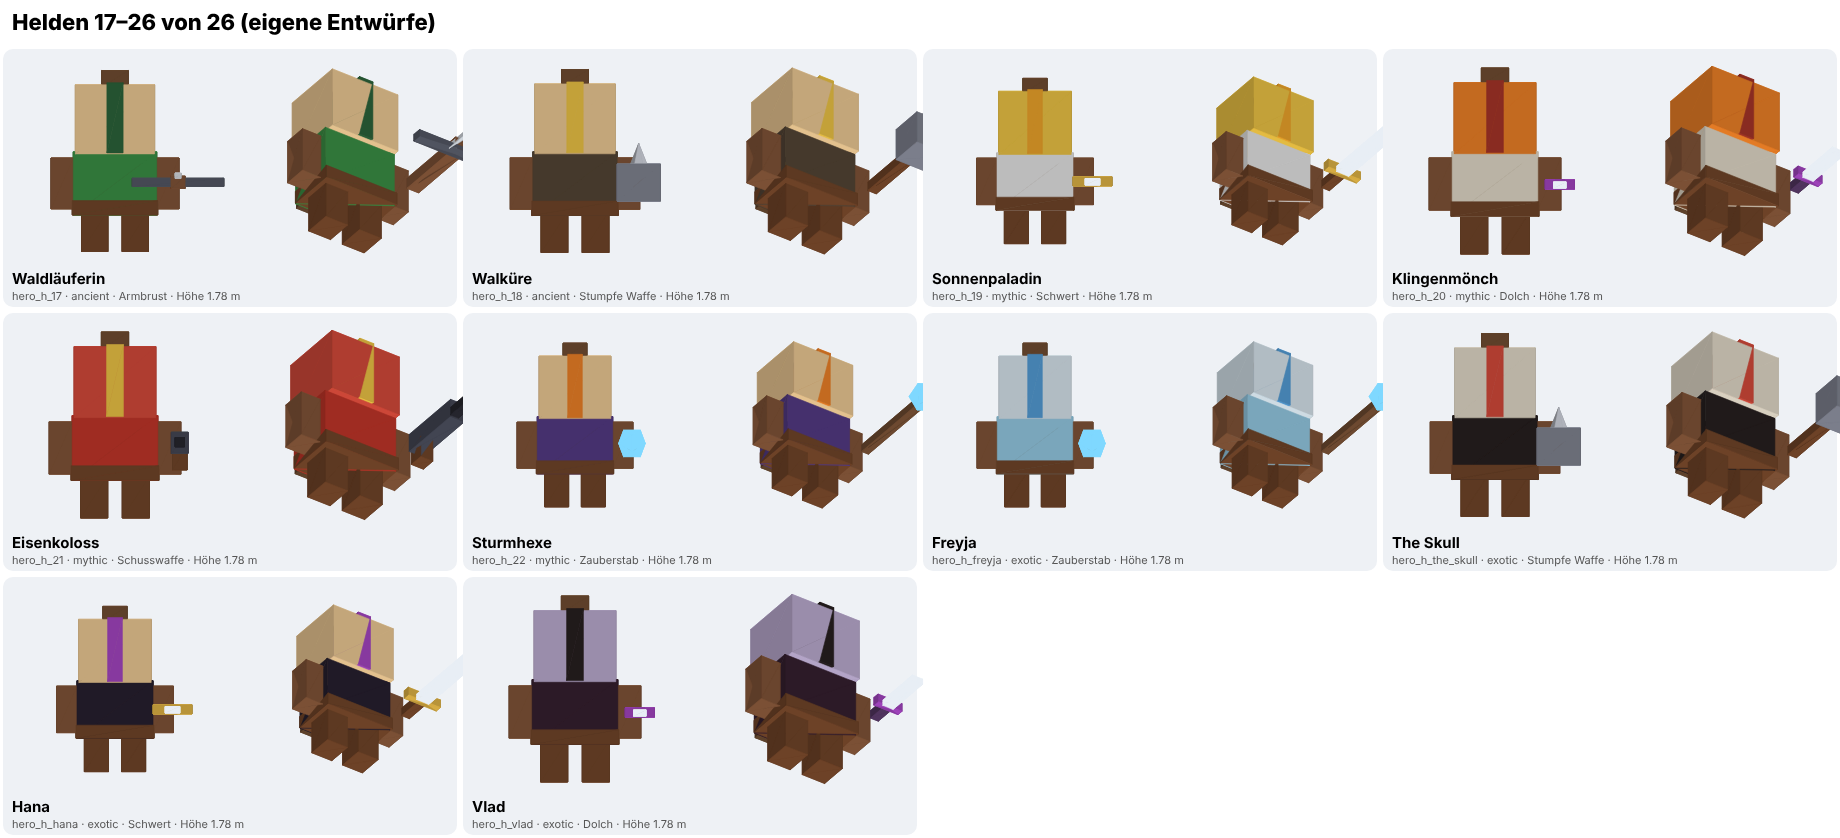 Helden 17–26 von 26 (eigene Entwürfe)
Waldläuferin
hero_h_17 · ancient · Armbrust · Höhe 1.78 m
Walküre
hero_h_18 · ancient · Stumpfe Waffe · Höhe 1.78 m
Sonnenpaladin
hero_h_19 · mythic · Schwert · Höhe 1.78 m
Klingenmönch
hero_h_20 · mythic · Dolch · Höhe 1.78 m
Eisenkoloss
hero_h_21 · mythic · Schusswaffe · Höhe 1.78 m
Sturmhexe
hero_h_22 · mythic · Zauberstab · Höhe 1.78 m
Freyja
hero_h_freyja · exotic · Zauberstab · Höhe 1.78 m
The Skull
hero_h_the_skull · exotic · Stumpfe Waffe · Höhe 1.78 m
Hana
hero_h_hana · exotic · Schwert · Höhe 1.78 m
Vlad
hero_h_vlad · exotic · Dolch · Höhe 1.78 m